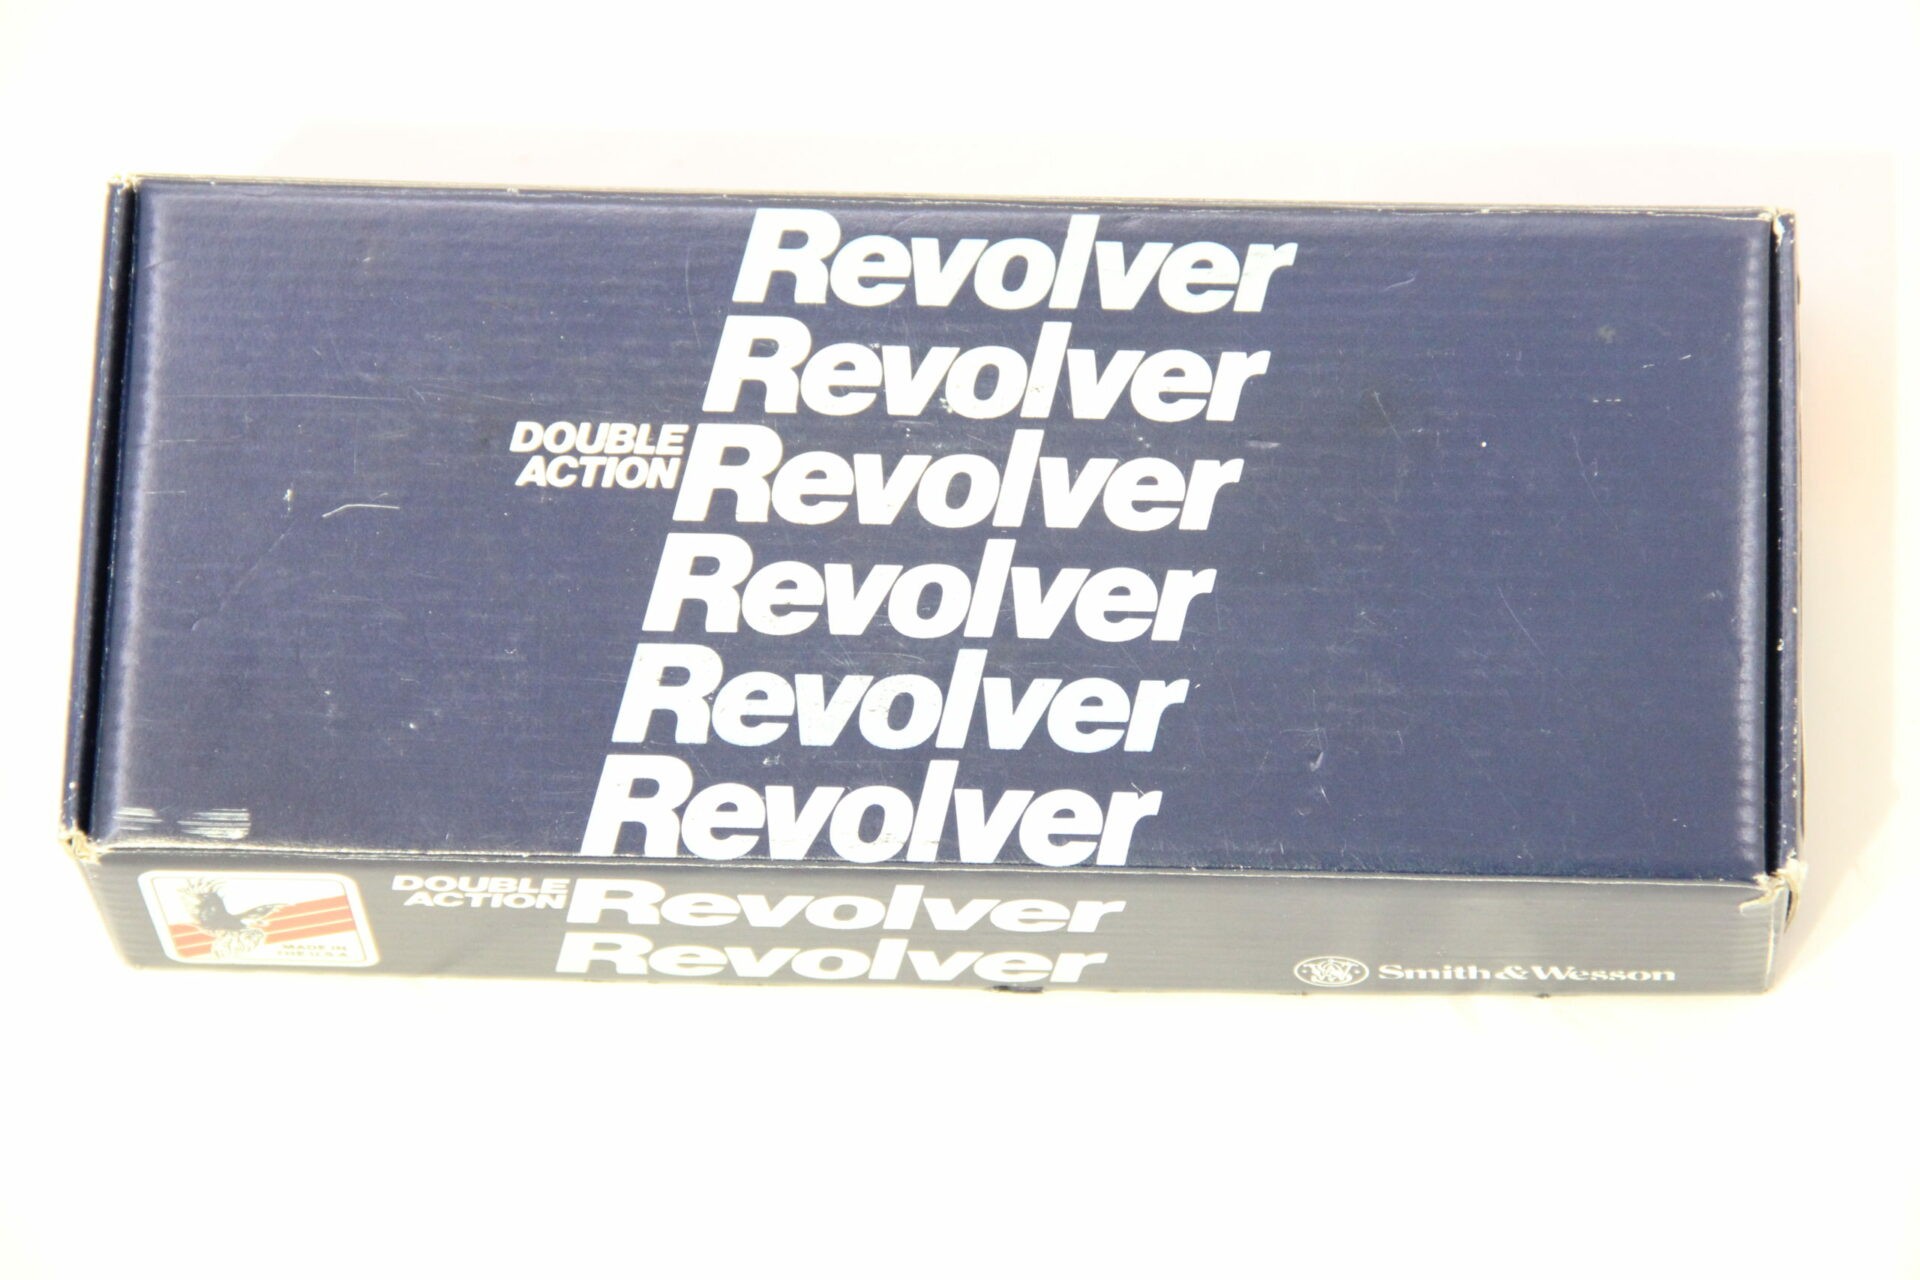 Revolver
Revolver
DOUBLE
ACTION
Revolver
Revolver
Revolver
Revolver
MADE IN
THE U.S.A.
DOUBLE
ACTION
Revolver
Revolver
S&W
Smith & Wesson